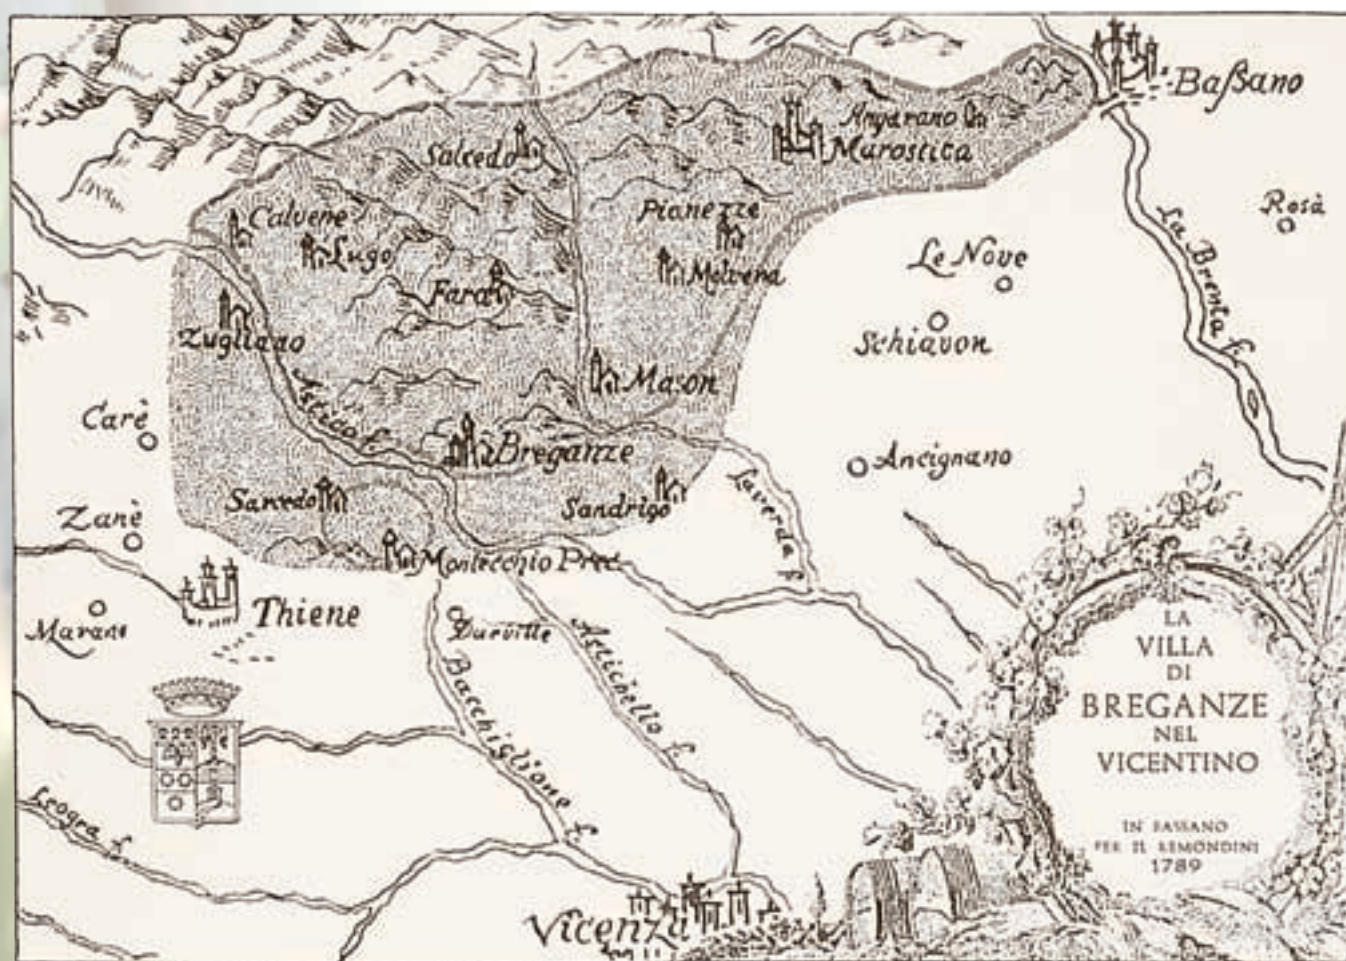 Baßano
Angarano
Marostica
Salcedo
Rosà
Pianezze
Calvene
Lugo
Le Nove
Molvena
Fara
La Brenta f.
Zugliano
Schiavon
Mason
Astico f.
Carè
Breganze
Ancignano
Sarcedo
Sandrigo
Laverda f.
Zanè
Montecchio Prec.
Thiene
Marano
Durville
Astichello f.
Bacchiglione f.
Leogra f.
Vicenza
LA
VILLA
DI
BREGANZE
NEL
VICENTINO
IN BASSANO
PER IL REMONDINI
1789